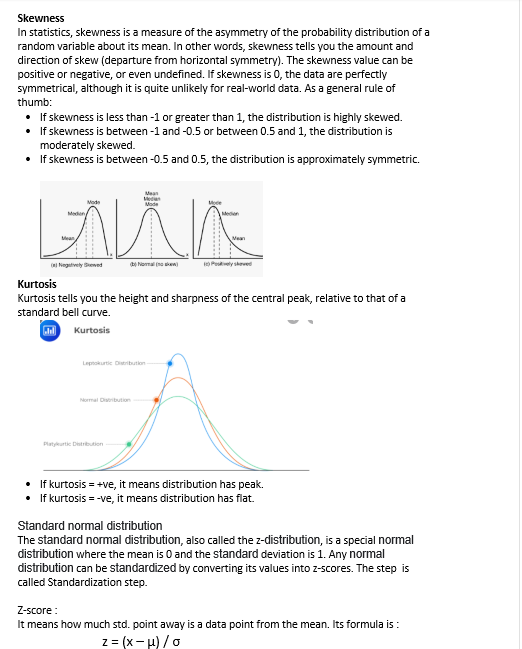 Skewness
In statistics, skewness is a measure of the asymmetry of the probability distribution of a
random variable about its mean. In other words, skewness tells you the amount and
direction of skew (departure from horizontal symmetry). The skewness value can be
positive or negative, or even undefined. If skewness is 0, the data are perfectly
symmetrical, although it is quite unlikely for real-world data. As a general rule of
thumb:
• If skewness is less than -1 or greater than 1, the distribution is highly skewed.
• If skewness is between -1 and -0.5 or between 0.5 and 1, the distribution is
moderately skewed.
• If skewness is between -0.5 and 0.5, the distribution is approximately symmetric.
Mode
Median
Mean
x
(a) Negatively Skewed
Mean
Median
Mode
x
(b) Normal (no skew)
Mode
Median
Mean
(c) Positively skewed
Kurtosis
Kurtosis tells you the height and sharpness of the central peak, relative to that of a
standard bell curve.
Kurtosis
Leptokurtic Distribution
Normal Distribution
Platykurtic Distribution
• If kurtosis = +ve, it means distribution has peak.
• If kurtosis = -ve, it means distribution has flat.
Standard normal distribution
The standard normal distribution, also called the z-distribution, is a special normal
distribution where the mean is 0 and the standard deviation is 1. Any normal
distribution can be standardized by converting its values into z-scores. The step is
called Standardization step.
Z-score :
It means how much std. point away is a data point from the mean. Its formula is :
z = (x – μ) / σ